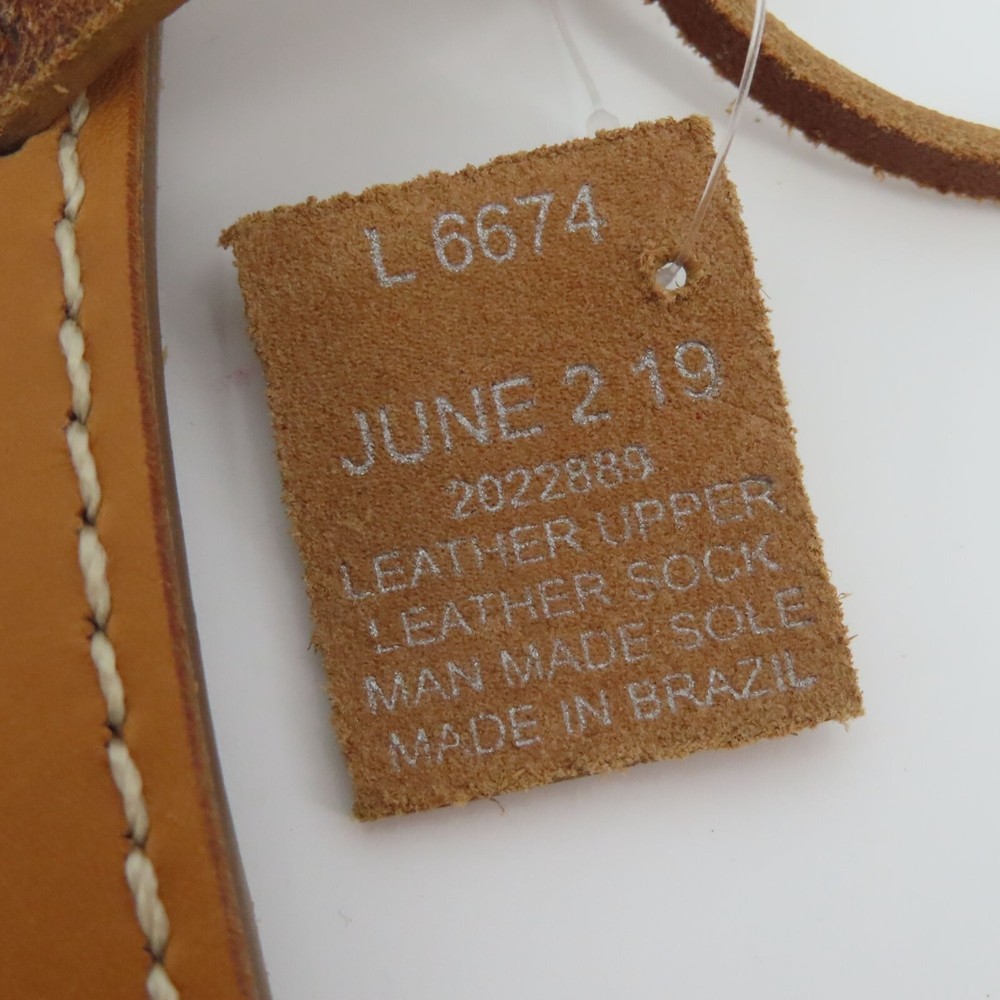 L 6674
JUNE 2 19
2022889
LEATHER UPPER
LEATHER SOCK
MAN MADE SOLE
MADE IN BRAZIL